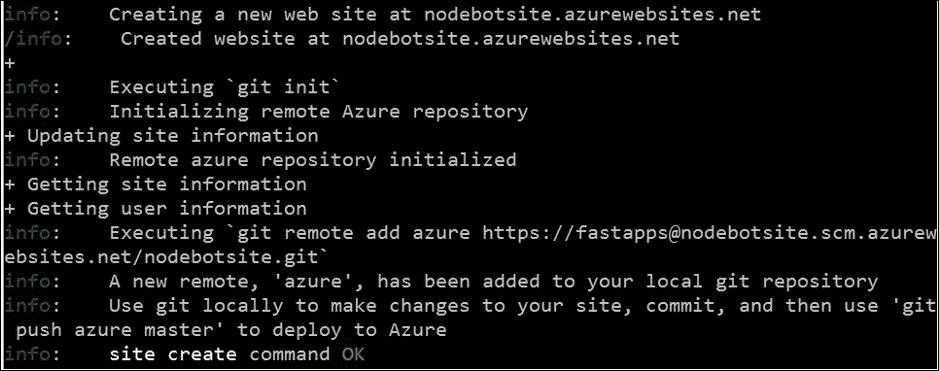 info:    Creating a new web site at nodebotsite.azurewebsites.net
/info:    Created website at nodebotsite.azurewebsites.net
+
info:    Executing `git init`
info:    Initializing remote Azure repository
+ Updating site information
info:    Remote azure repository initialized
+ Getting site information
+ Getting user information
info:    Executing `git remote add azure https://fastapps@nodebotsite.scm.azurew
ebsites.net/nodebotsite.git`
info:    A new remote, 'azure', has been added to your local git repository
info:    Use git locally to make changes to your site, commit, and then use 'git
 push azure master' to deploy to Azure
info:    site create command OK